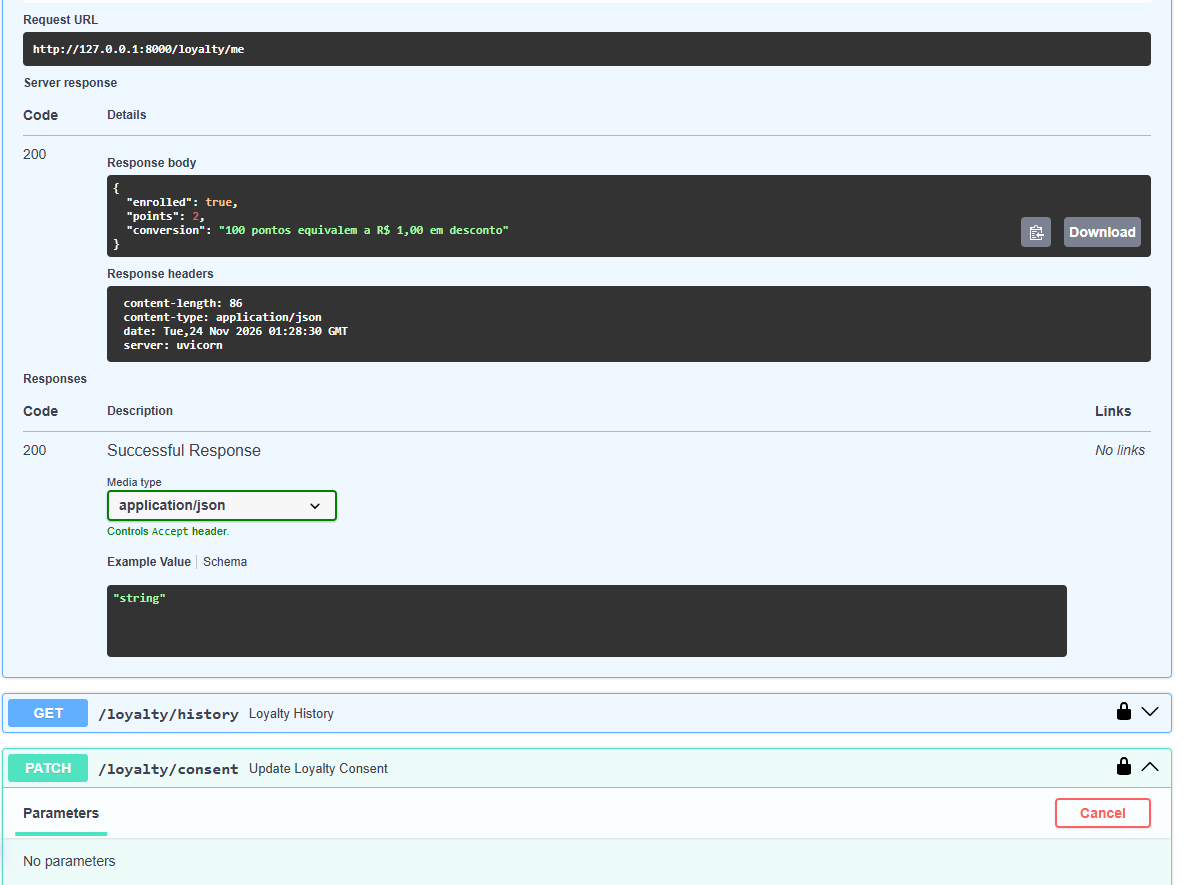 Request URL
http://127.0.0.1:8000/loyalty/me
Server response
Code Details
200
Response body
{
"enrolled": true,
"points": 2,
"conversion": "100 pontos equivalem a R$ 1,00 em desconto"
}
Download
Response headers
content-length: 86
content-type: application/json
date: Tue,24 Nov 2026 01:28:30 GMT
server: uvicorn
Responses
Code Description Links
200 Successful Response No links
Media type
application/json
Controls Accept header.
Example Value Schema
"string"
GET /loyalty/history Loyalty History
PATCH /loyalty/consent Update Loyalty Consent
Parameters Cancel
No parameters